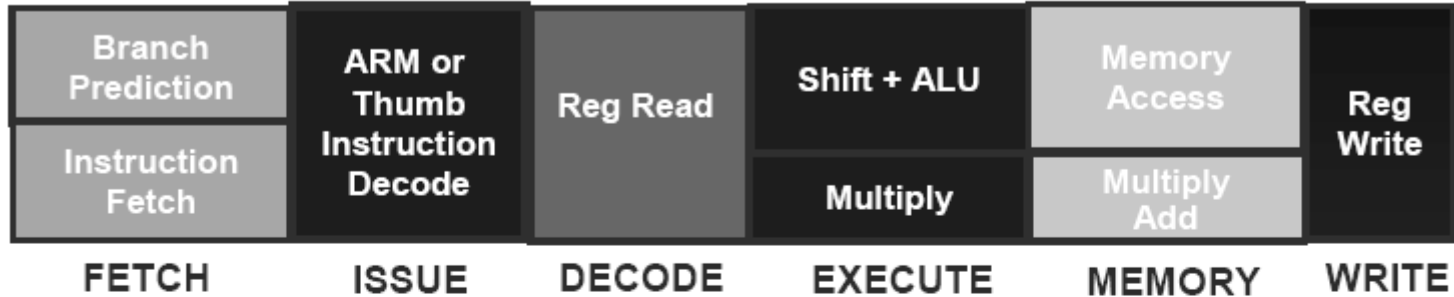 Branch
Prediction
Instruction
Fetch
ARM or
Thumb
Instruction
Decode
Reg Read
Shift + ALU
Multiply
Memory
Access
Multiply
Add
Reg
Write
FETCH
ISSUE
DECODE
EXECUTE
MEMORY
WRITE